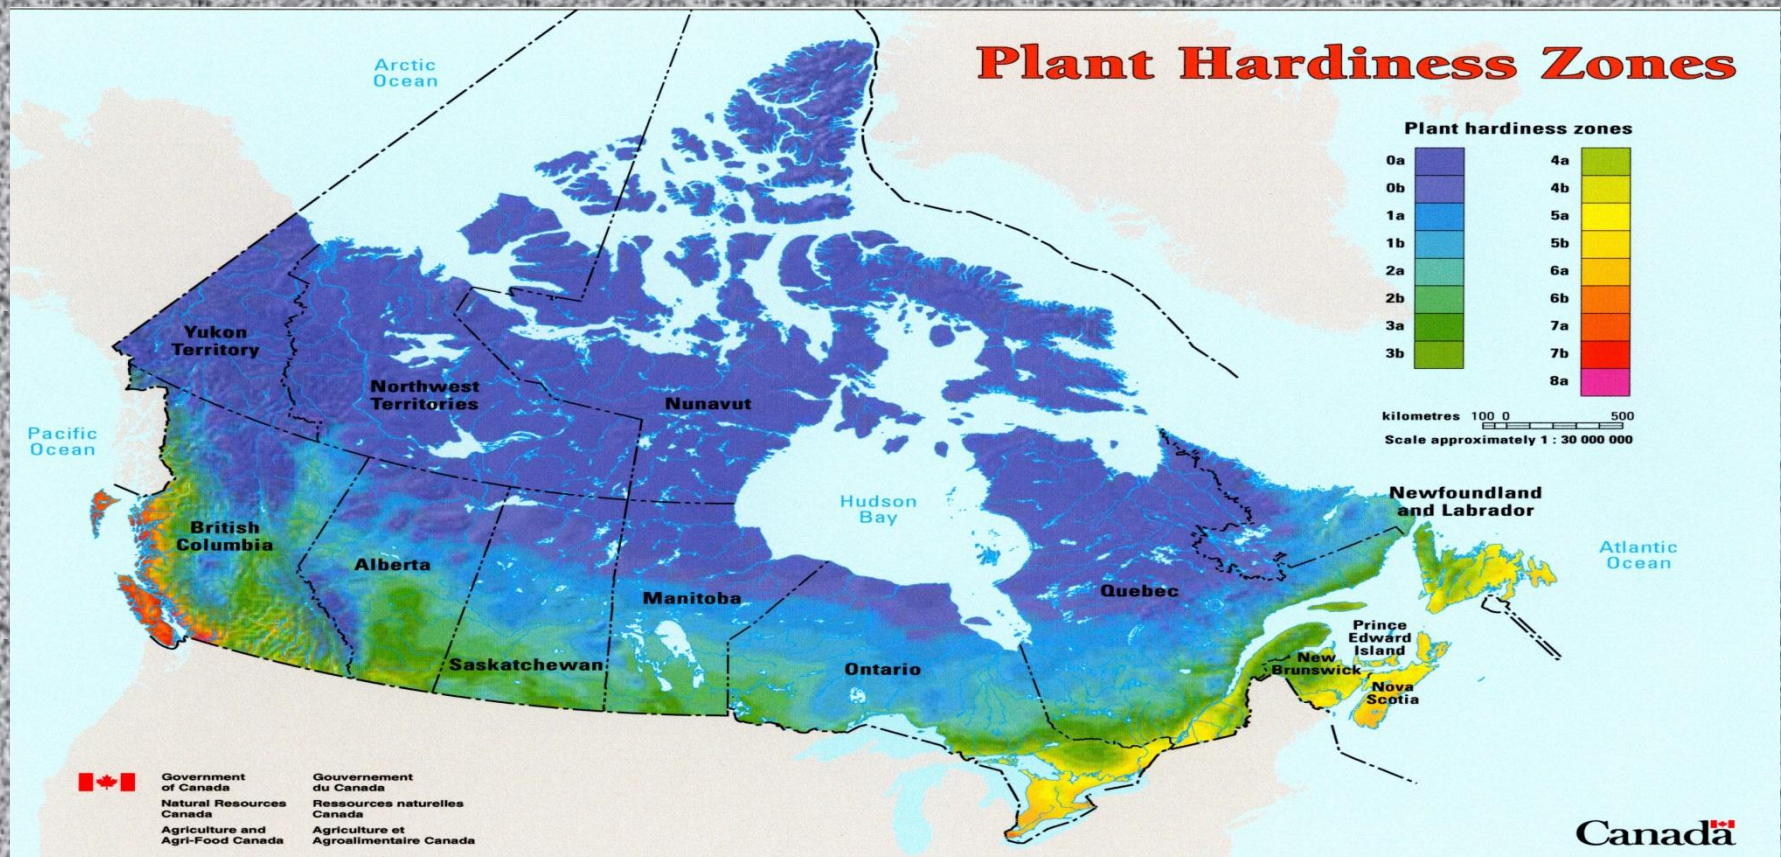 Plant Hardiness Zones
Arctic
Ocean
Plant hardiness zones
0a
0b
1a
1b
2a
2b
3a
3b
4a
4b
5a
5b
6a
6b
7a
7b
8a
kilometres 100 0 500
Scale approximately 1 : 30 000 000
Yukon
Territory
Northwest
Territories
Nunavut
Pacific
Ocean
British
Columbia
Alberta
Saskatchewan
Manitoba
Hudson
Bay
Ontario
Quebec
Newfoundland
and Labrador
Atlantic
Ocean
Prince
Edward
Island
New
Brunswick
Nova
Scotia
Government
of Canada
Natural Resources
Canada
Agriculture and
Agri-Food Canada
Gouvernement
du Canada
Ressources naturelles
Canada
Agriculture et
Agroalimentaire Canada
Canada